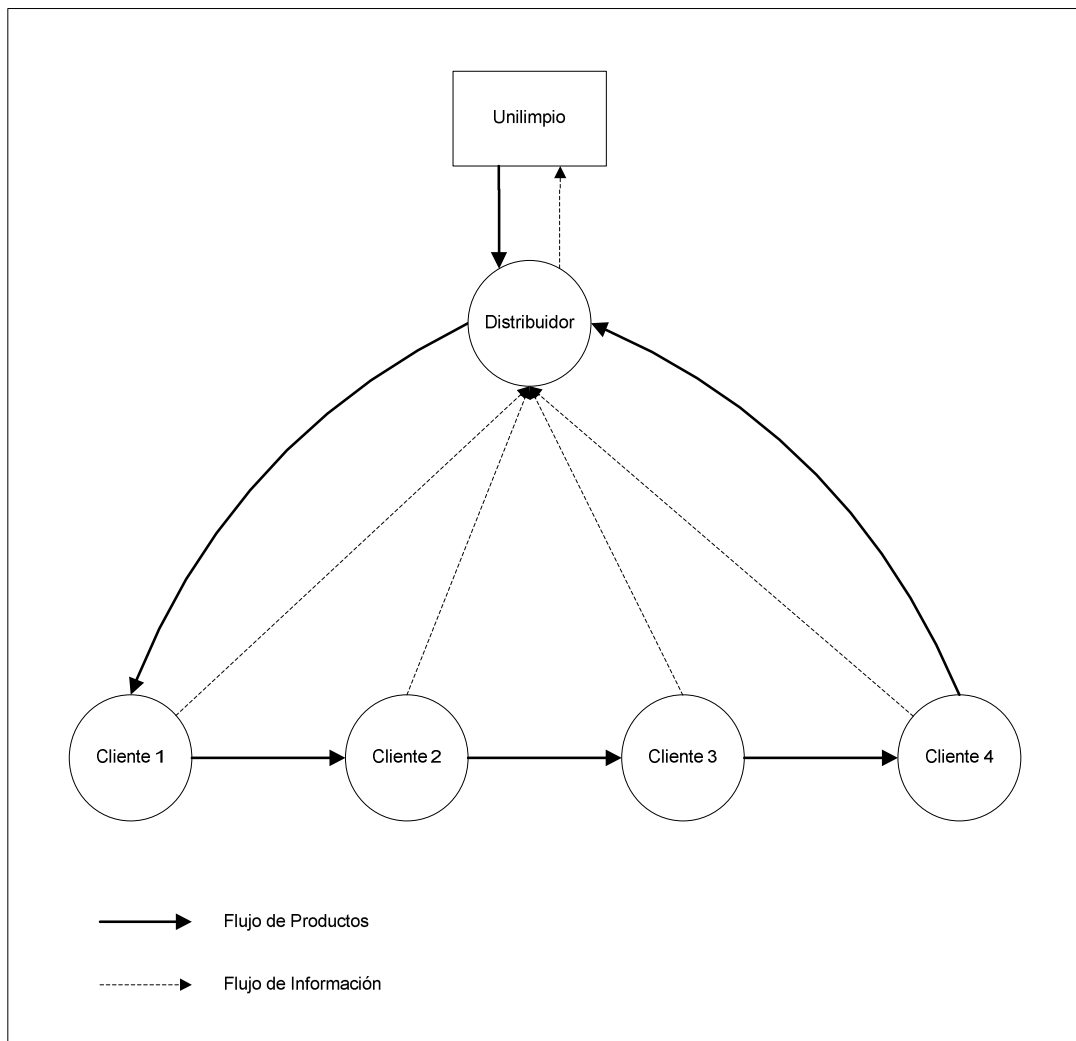 Unilimpio
Distribuidor
Cliente 1
Cliente 2
Cliente 3
Cliente 4
Flujo de Productos
Flujo de Información